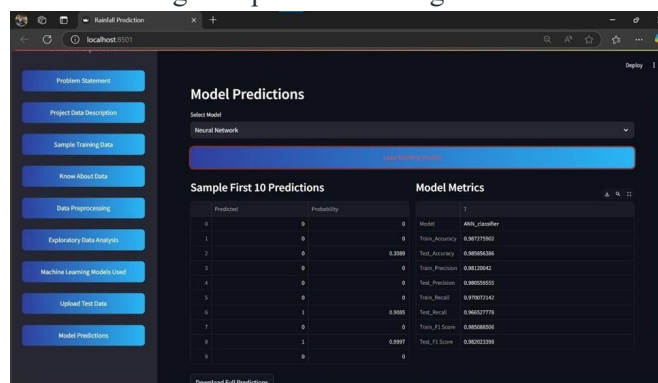 Rainfall Prediction
localhost:8501
Deploy
Problem Statement
Project Data Description
Sample Training Data
Know About Data
Data Preprocessing
Exploratory Data Analysis
Machine Learning Models Used
Upload Test Data
Model Predictions
Model Predictions
Select Model
Neural Network
Sample First 10 Predictions
Predicted Probability
0 0 0
1 0 0
2 0 0.3089
3 0 0
4 0 0
5 0 0
6 1 0.9085
7 0 0
8 1 0.9997
9 0 0
Model Metrics
7
Model ANN_classifier
Train_Accuracy 0.987275902
Test_Accuracy 0.985856386
Train_Precision 0.98120042
Test_Precision 0.980559555
Train_Recall 0.970072142
Test_Recall 0.966527778
Train_F1 Score 0.985088506
Test_F1 Score 0.982023398
Download Full Predictions